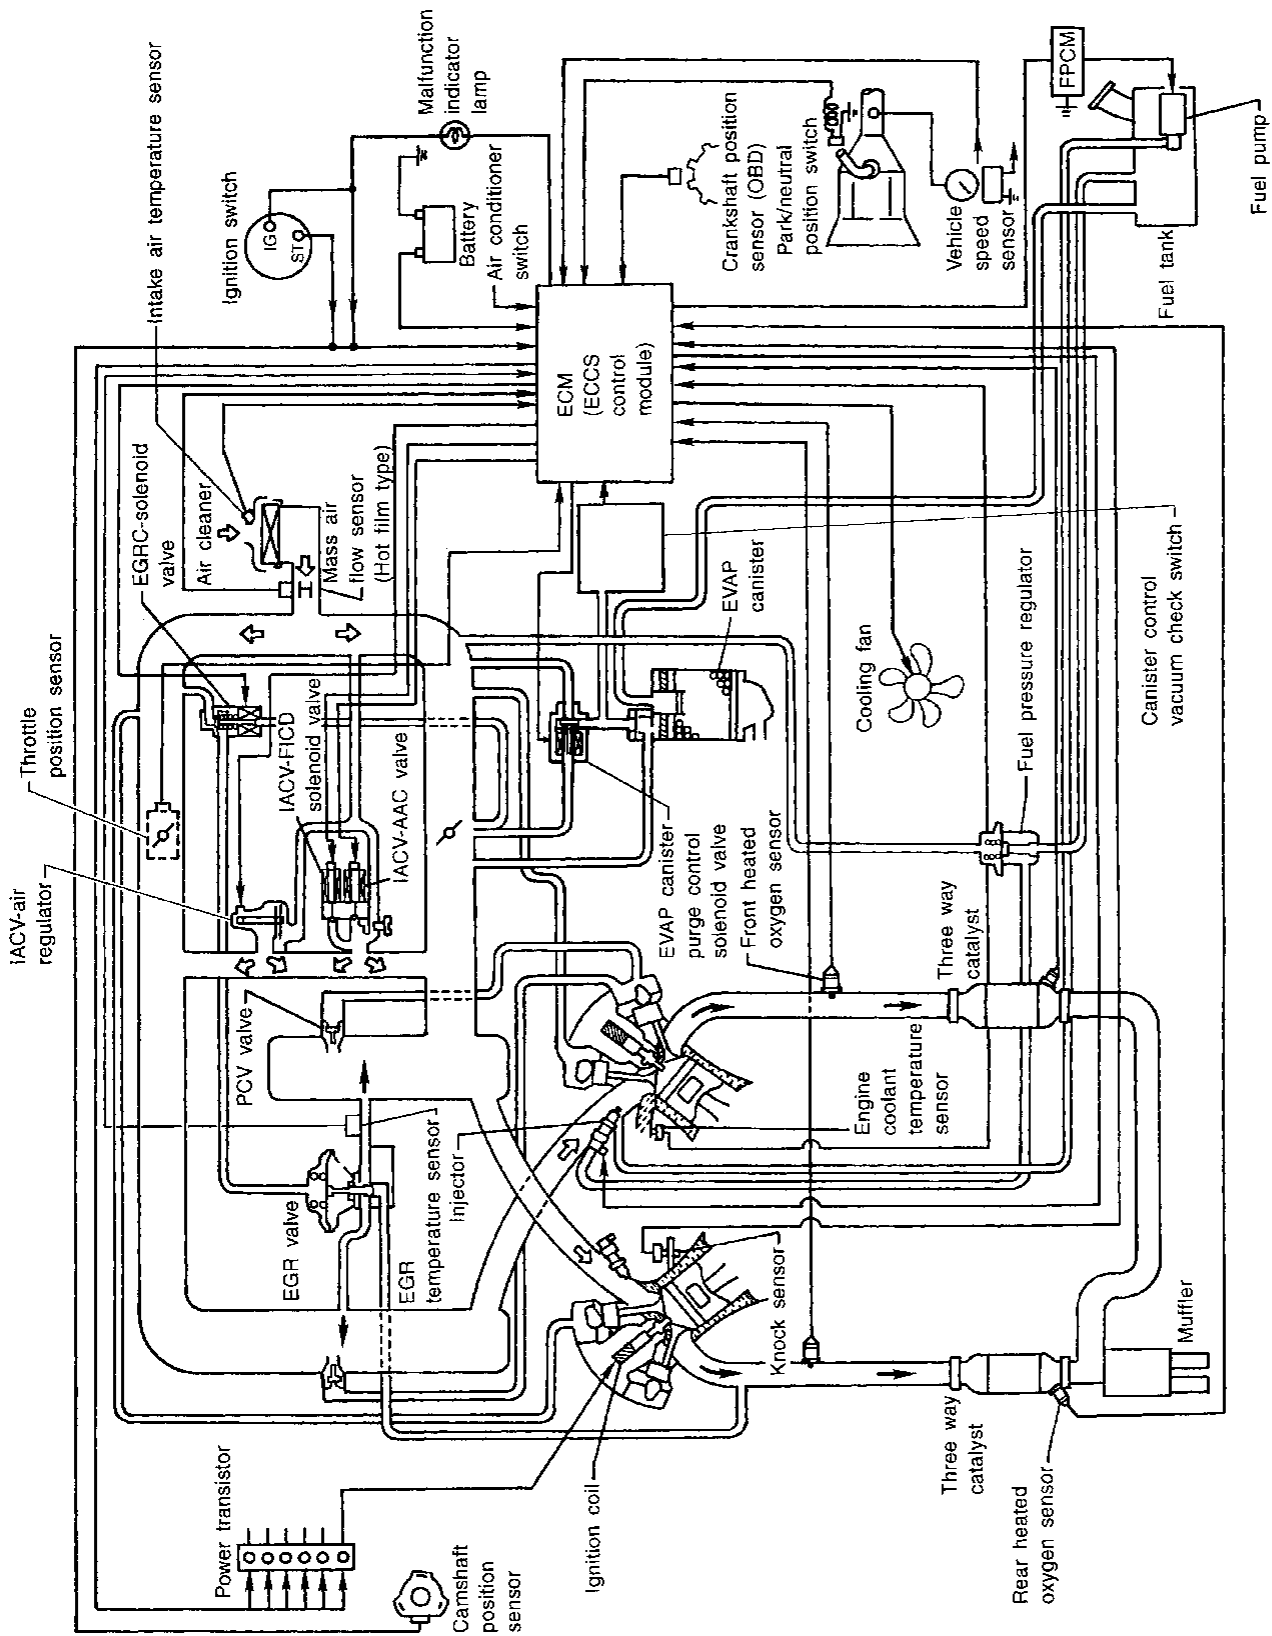 IACV-air
regulator
Throttle
position sensor
EGRC-solenoid
valve
Air cleaner
Intake air temperature sensor
Ignition switch
IG
ST
Malfunction
indicator
lamp
Battery
Air conditioner
switch
Mass air
flow sensor
(Hot film type)
IACV-FICD
solenoid valve
IACV-AAC valve
PCV valve
EGR valve
EGR
temperature sensor
Injector
Power transistor
Camshaft
position
sensor
Ignition coil
ECM
(ECCS
control
module)
Crankshaft position
sensor (OBD)
Park/neutral
position switch
Vehicle
speed
sensor
FPCM
Fuel pump
Fuel tank
EVAP
canister
Canister control
vacuum check switch
Cooling fan
Fuel pressure regulator
EVAP canister
purge control
solenoid valve
Front heated
oxygen sensor
Three way
catalyst
Engine
coolant
temperature
sensor
Knock sensor
Three way
catalyst
Rear heated
oxygen sensor
Muffler